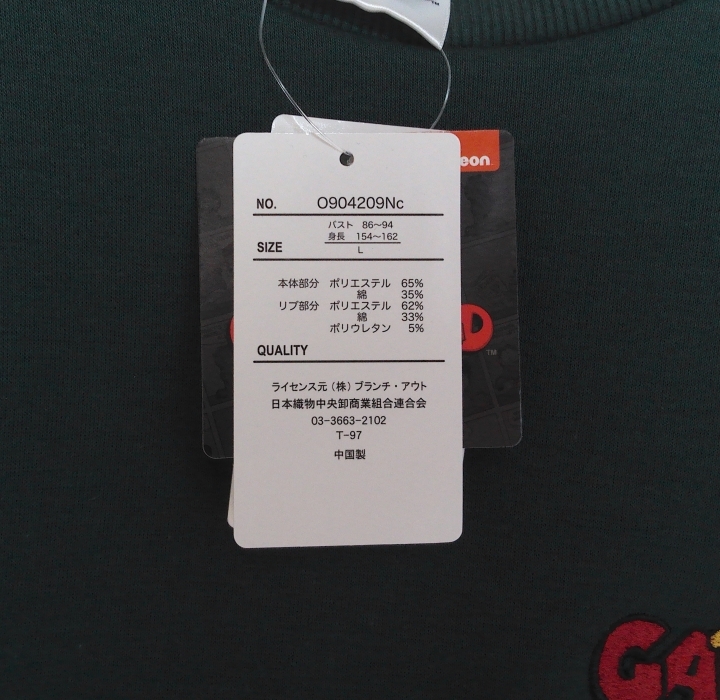 eon
NO. O904209Nc
バスト 86～94
身長 154～162
SIZE L
本体部分 ポリエステル 65%
綿 35%
リブ部分 ポリエステル 62%
綿 33%
ポリウレタン 5%
QUALITY
ライセンス元（株）ブランチ・アウト
日本織物中央卸商業組合連合会
03-3663-2102
T-97
中国製
D
TM
GA